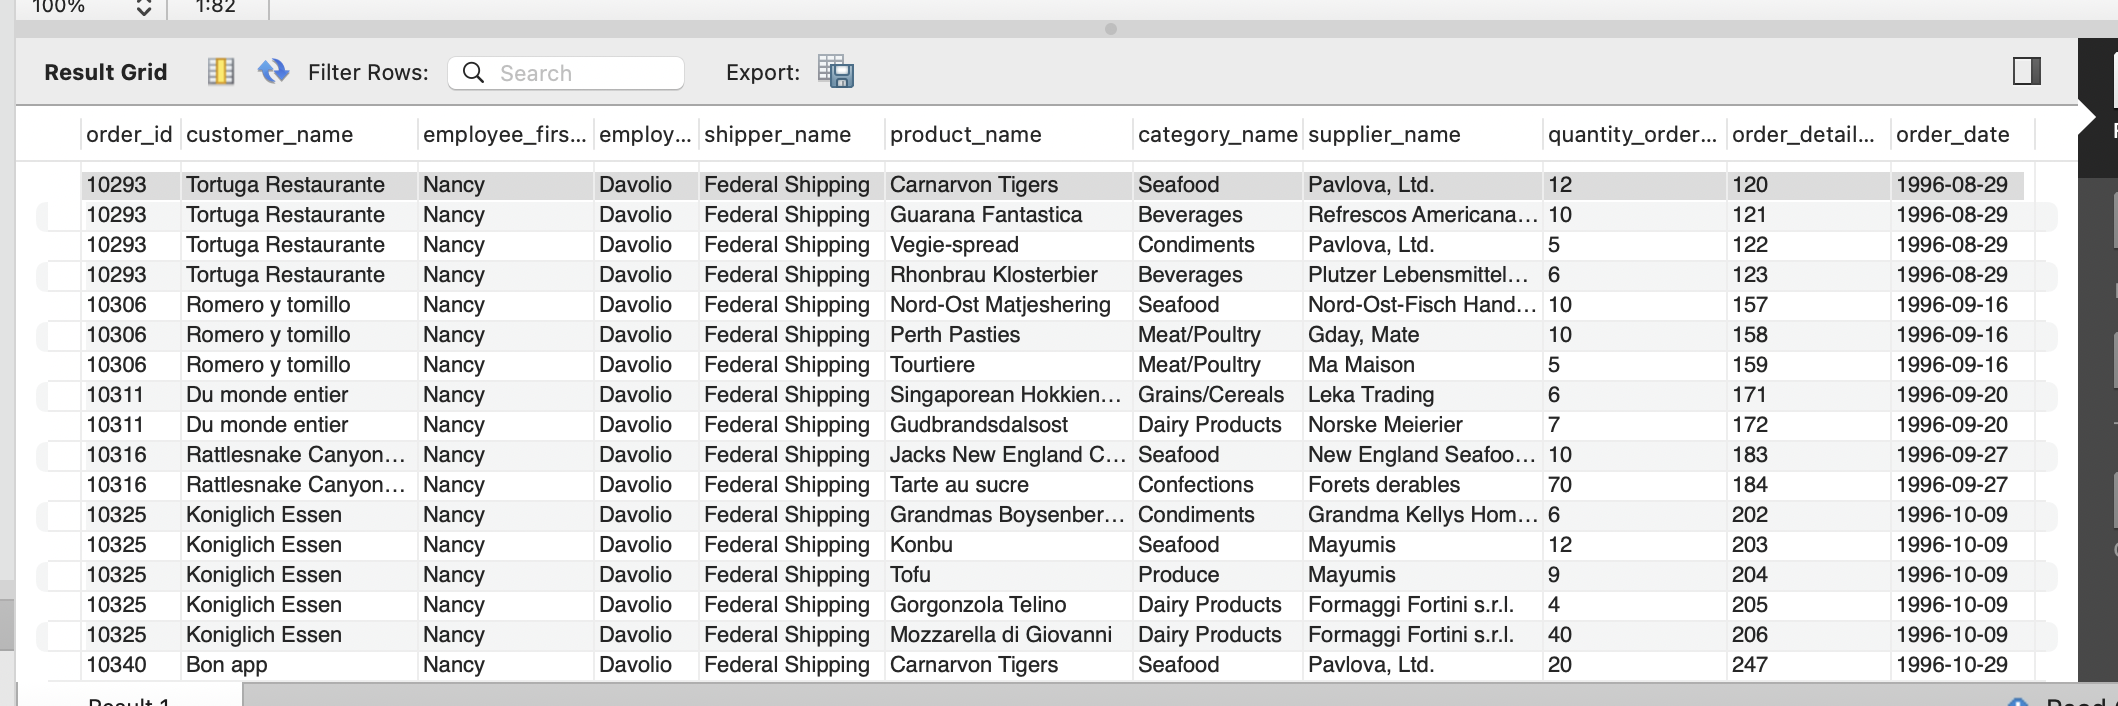 100% 1:82
Result Grid Filter Rows: Search Export:
order_id customer_name employee_firs... employ... shipper_name product_name category_name supplier_name quantity_order... order_detail... order_date
10293 Tortuga Restaurante Nancy Davolio Federal Shipping Carnarvon Tigers Seafood Pavlova, Ltd. 12 120 1996-08-29
10293 Tortuga Restaurante Nancy Davolio Federal Shipping Guarana Fantastica Beverages Refrescos Americana... 10 121 1996-08-29
10293 Tortuga Restaurante Nancy Davolio Federal Shipping Vegie-spread Condiments Pavlova, Ltd. 5 122 1996-08-29
10293 Tortuga Restaurante Nancy Davolio Federal Shipping Rhonbrau Klosterbier Beverages Plutzer Lebensmittel... 6 123 1996-08-29
10306 Romero y tomillo Nancy Davolio Federal Shipping Nord-Ost Matjeshering Seafood Nord-Ost-Fisch Hand... 10 157 1996-09-16
10306 Romero y tomillo Nancy Davolio Federal Shipping Perth Pasties Meat/Poultry Gday, Mate 10 158 1996-09-16
10306 Romero y tomillo Nancy Davolio Federal Shipping Tourtiere Meat/Poultry Ma Maison 5 159 1996-09-16
10311 Du monde entier Nancy Davolio Federal Shipping Singaporean Hokkien... Grains/Cereals Leka Trading 6 171 1996-09-20
10311 Du monde entier Nancy Davolio Federal Shipping Gudbrandsdalsost Dairy Products Norske Meierier 7 172 1996-09-20
10316 Rattlesnake Canyon... Nancy Davolio Federal Shipping Jacks New England C... Seafood New England Seafoo... 10 183 1996-09-27
10316 Rattlesnake Canyon... Nancy Davolio Federal Shipping Tarte au sucre Confections Forets derables 70 184 1996-09-27
10325 Koniglich Essen Nancy Davolio Federal Shipping Grandmas Boysenber... Condiments Grandma Kellys Hom... 6 202 1996-10-09
10325 Koniglich Essen Nancy Davolio Federal Shipping Konbu Seafood Mayumis 12 203 1996-10-09
10325 Koniglich Essen Nancy Davolio Federal Shipping Tofu Produce Mayumis 9 204 1996-10-09
10325 Koniglich Essen Nancy Davolio Federal Shipping Gorgonzola Telino Dairy Products Formaggi Fortini s.r.l. 4 205 1996-10-09
10325 Koniglich Essen Nancy Davolio Federal Shipping Mozzarella di Giovanni Dairy Products Formaggi Fortini s.r.l. 40 206 1996-10-09
10340 Bon app Nancy Davolio Federal Shipping Carnarvon Tigers Seafood Pavlova, Ltd. 20 247 1996-10-29
Result 1 Read